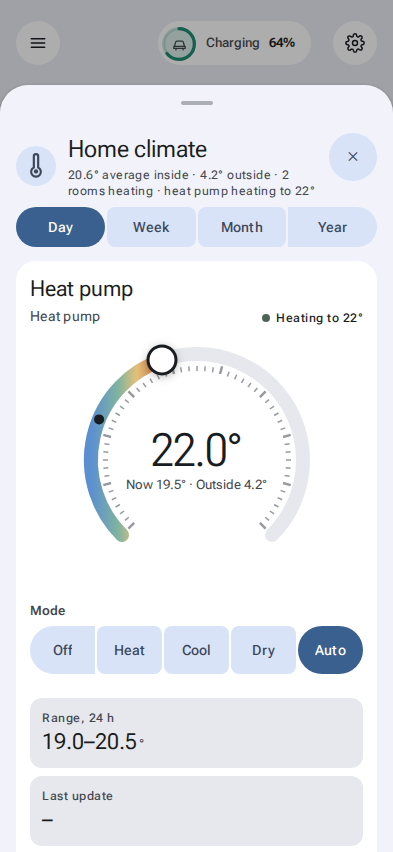 Charging 64%
Home climate
20.6° average inside · 4.2° outside · 2
rooms heating · heat pump heating to 22°
Day Week Month Year
Heat pump
Heat pump
Heating to 22°
22.0°
Now 19.5° · Outside 4.2°
Mode
Off Heat Cool Dry Auto
Range, 24 h
19.0–20.5°
Last update
–